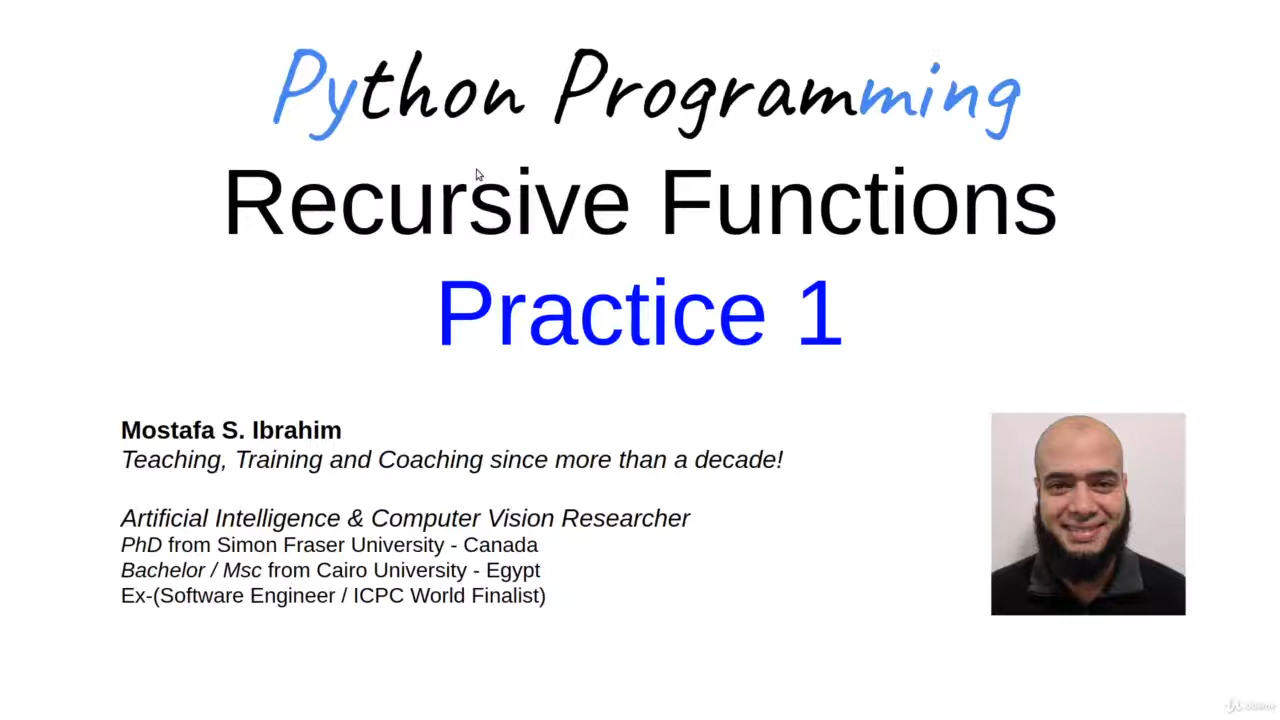 Python Programming
Recursive Functions
Practice 1
Mostafa S. Ibrahim
Teaching, Training and Coaching since more than a decade!
Artificial Intelligence & Computer Vision Researcher
PhD from Simon Fraser University - Canada
Bachelor / Msc from Cairo University - Egypt
Ex-(Software Engineer / ICPC World Finalist)